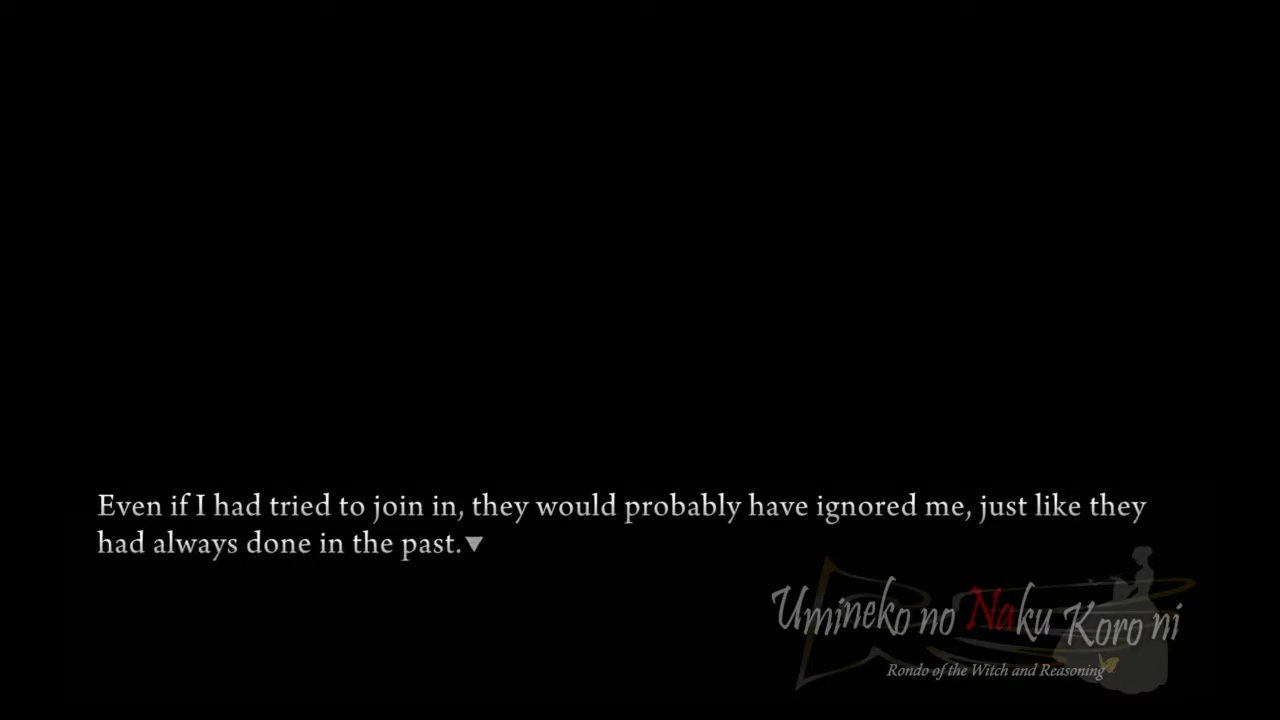 Even if I had tried to join in, they would probably have ignored me, just like they
had always done in the past.
Umineko no Naku Koro ni
Rondo of the Witch and Reasoning